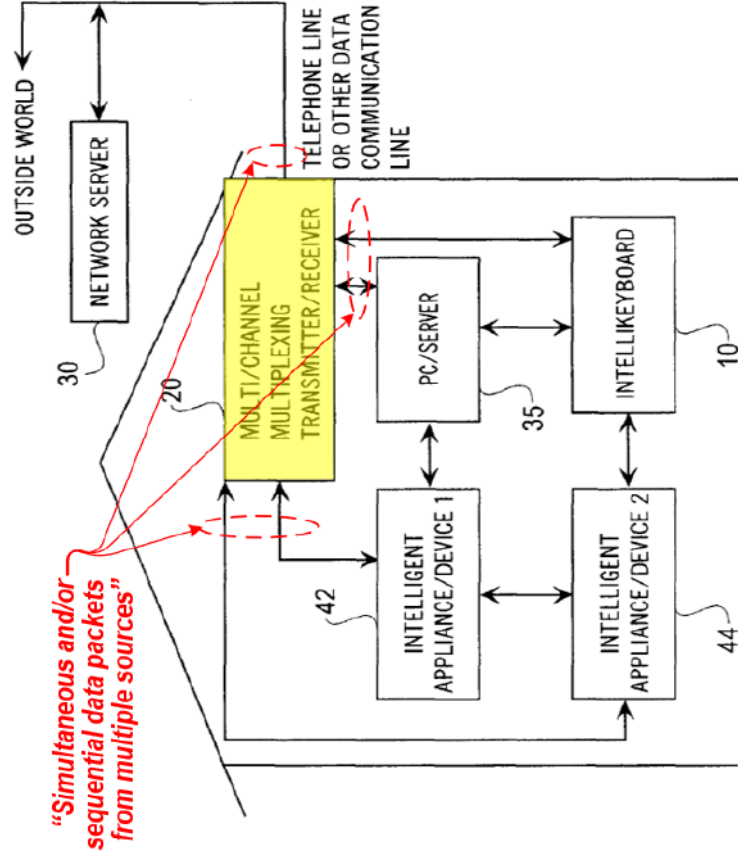 OUTSIDE WORLD
NETWORK SERVER
30
TELEPHONE LINE
OR OTHER DATA
COMMUNICATION
LINE
20
MULTI/CHANNEL
MULTIPLEXING
TRANSMITTER/RECEIVER
"Simultaneous and/or
sequential data packets
from multiple sources"
42
INTELLIGENT
APPLIANCE/DEVICE 1
PC/SERVER
35
INTELLIGENT
APPLIANCE/DEVICE 2
44
INTELLIKEYBOARD
10